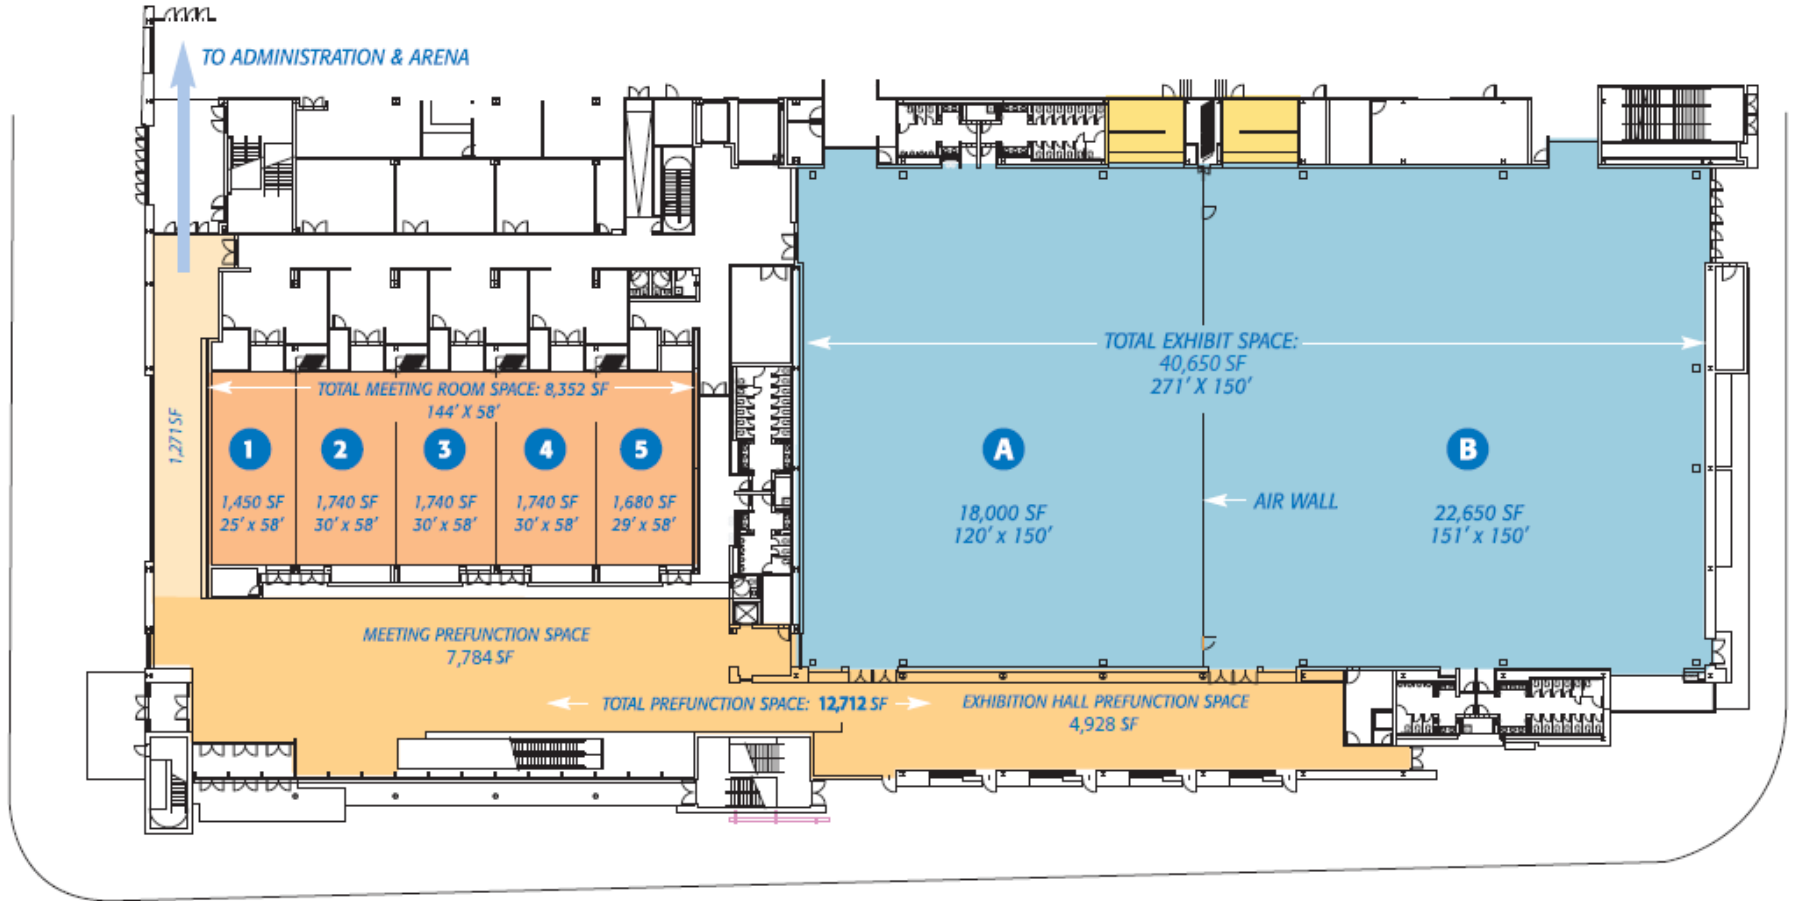 TO ADMINISTRATION & ARENA
TOTAL EXHIBIT SPACE:
40,650 SF
271' X 150'
TOTAL MEETING ROOM SPACE: 8,352 SF
144' X 58'
1,271 SF
1
2
3
4
5
A
B
1,450 SF
25' x 58'
1,740 SF
30' x 58'
1,740 SF
30' x 58'
1,740 SF
30' x 58'
1,680 SF
29' x 58'
18,000 SF
120' x 150'
AIR WALL
22,650 SF
151' x 150'
MEETING PREFUNCTION SPACE
7,784 SF
TOTAL PREFUNCTION SPACE: 12,712 SF
EXHIBITION HALL PREFUNCTION SPACE
4,928 SF